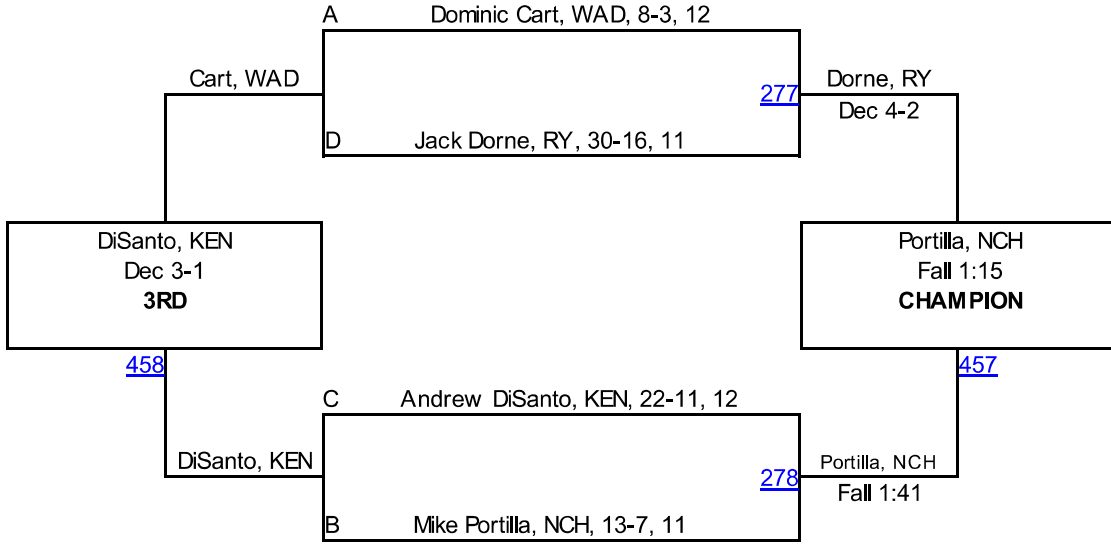 A Dominic Cart, WAD, 8-3, 12
Cart, WAD
277
Dorne, RY
Dec 4-2
D Jack Dorne, RY, 30-16, 11
DiSanto, KEN
Dec 3-1
3RD
Portilla, NCH
Fall 1:15
CHAMPION
458
457
C Andrew DiSanto, KEN, 22-11, 12
DiSanto, KEN
278
Portilla, NCH
Fall 1:41
B Mike Portilla, NCH, 13-7, 11